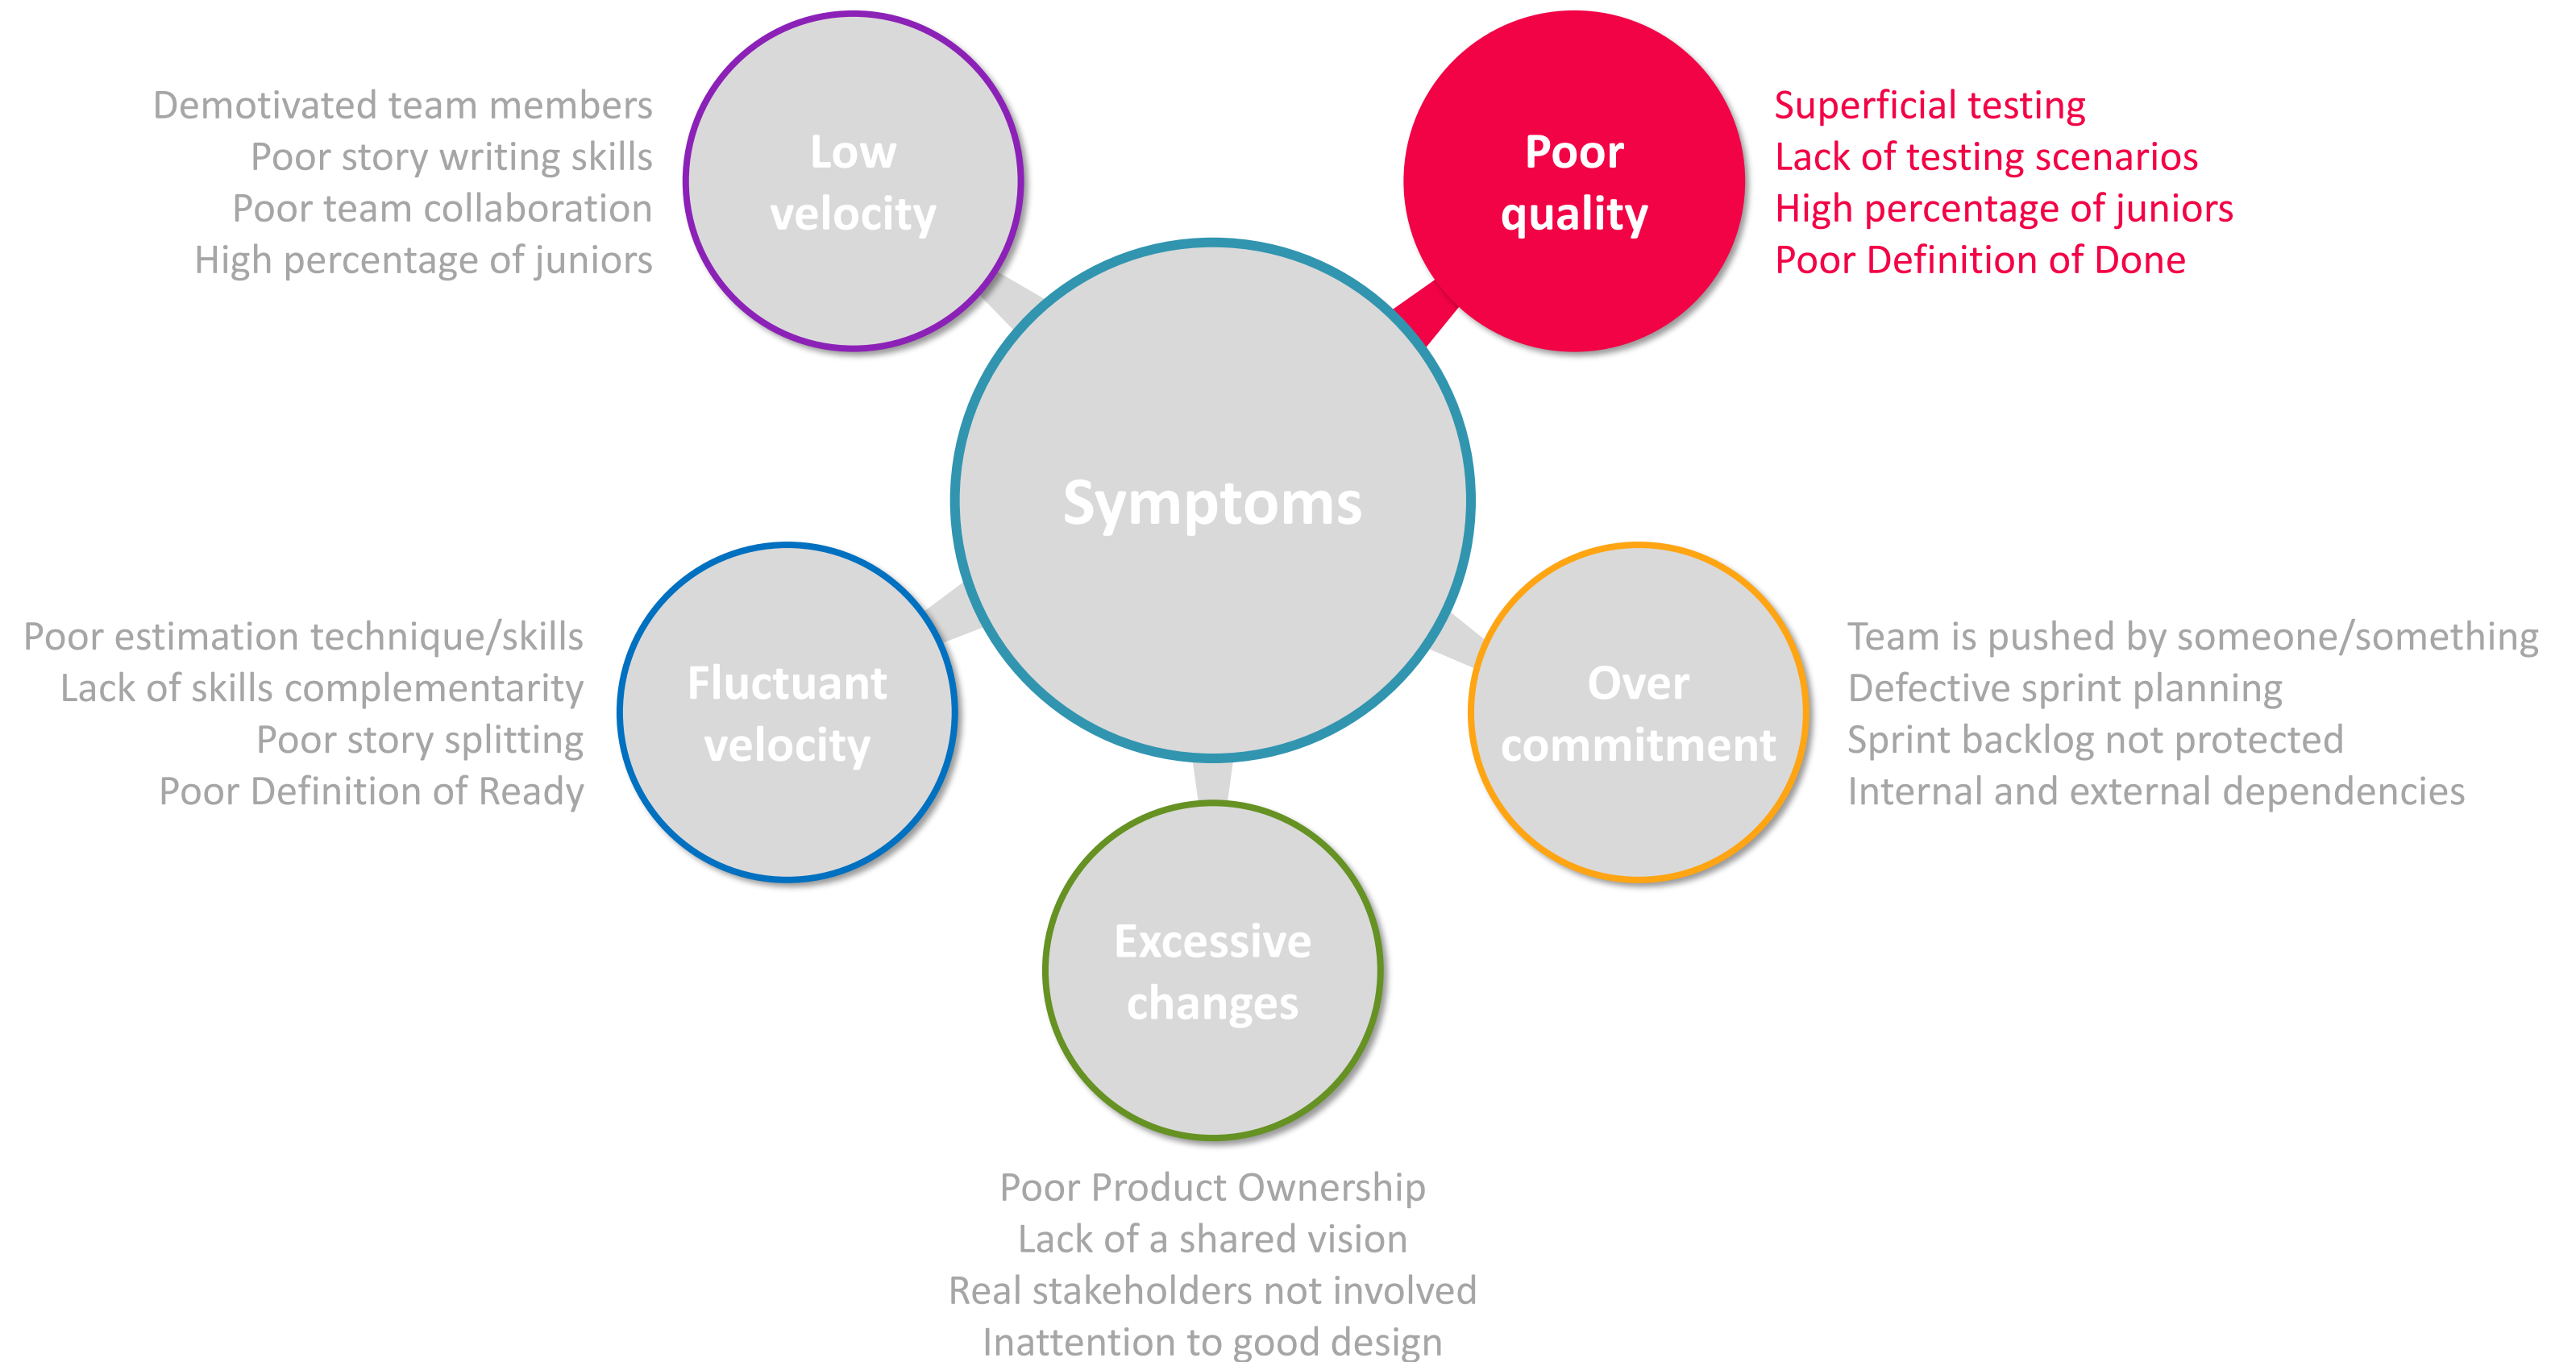 Demotivated team members
Poor story writing skills
Poor team collaboration
High percentage of juniors
Low
velocity
Poor
quality
Superficial testing
Lack of testing scenarios
High percentage of juniors
Poor Definition of Done
Symptoms
Poor estimation technique/skills
Lack of skills complementarity
Poor story splitting
Poor Definition of Ready
Fluctuant
velocity
Over
commitment
Team is pushed by someone/something
Defective sprint planning
Sprint backlog not protected
Internal and external dependencies
Excessive
changes
Poor Product Ownership
Lack of a shared vision
Real stakeholders not involved
Inattention to good design